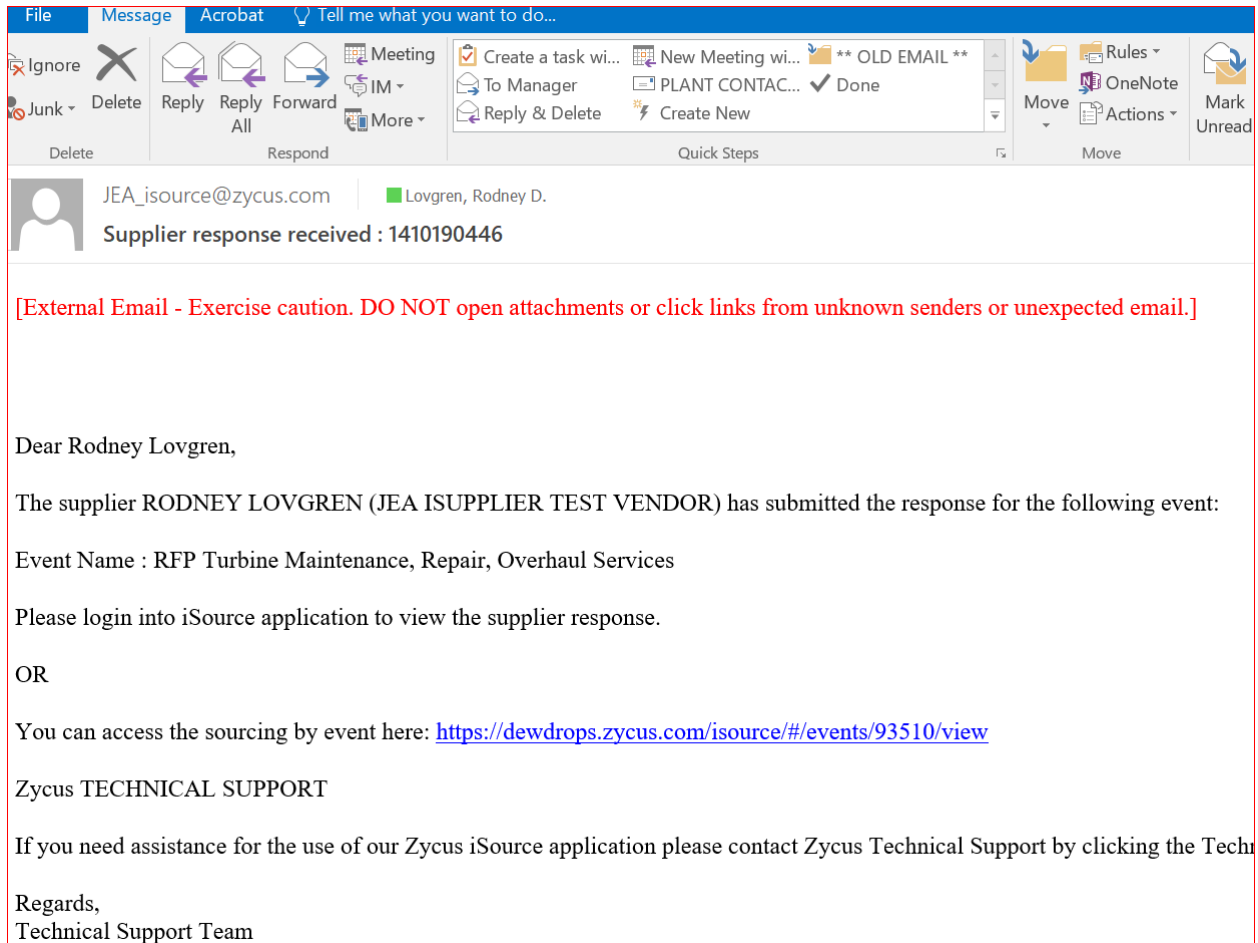 File Message Acrobat Tell me what you want to do...
Ignore
Junk
Delete
Reply
Reply All
Forward
Meeting
IM
More
Create a task wi... New Meeting wi... ** OLD EMAIL **
To Manager PLANT CONTAC... Done
Reply & Delete Create New
Move
Rules
OneNote
Actions
Mark Unread
Delete Respond Quick Steps Move
JEA_isource@zycus.com Lovgren, Rodney D.
Supplier response received : 1410190446
[External Email - Exercise caution. DO NOT open attachments or click links from unknown senders or unexpected email.]
Dear Rodney Lovgren,
The supplier RODNEY LOVGREN (JEA ISUPPLIER TEST VENDOR) has submitted the response for the following event:
Event Name : RFP Turbine Maintenance, Repair, Overhaul Services
Please login into iSource application to view the supplier response.
OR
You can access the sourcing by event here: https://dewdrops.zycus.com/isource/#/events/93510/view
Zycus TECHNICAL SUPPORT
If you need assistance for the use of our Zycus iSource application please contact Zycus Technical Support by clicking the
Regards,
Technical Support Team